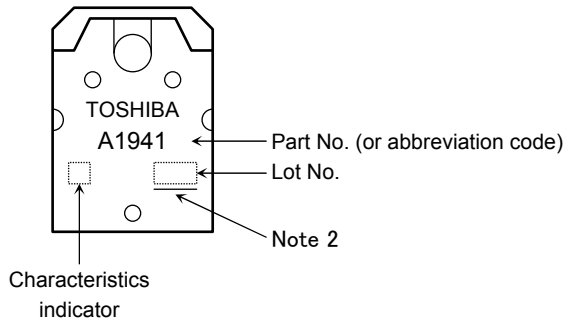 TOSHIBA
A1941
Part No. (or abbreviation code)
Lot No.
Note 2
Characteristics
indicator